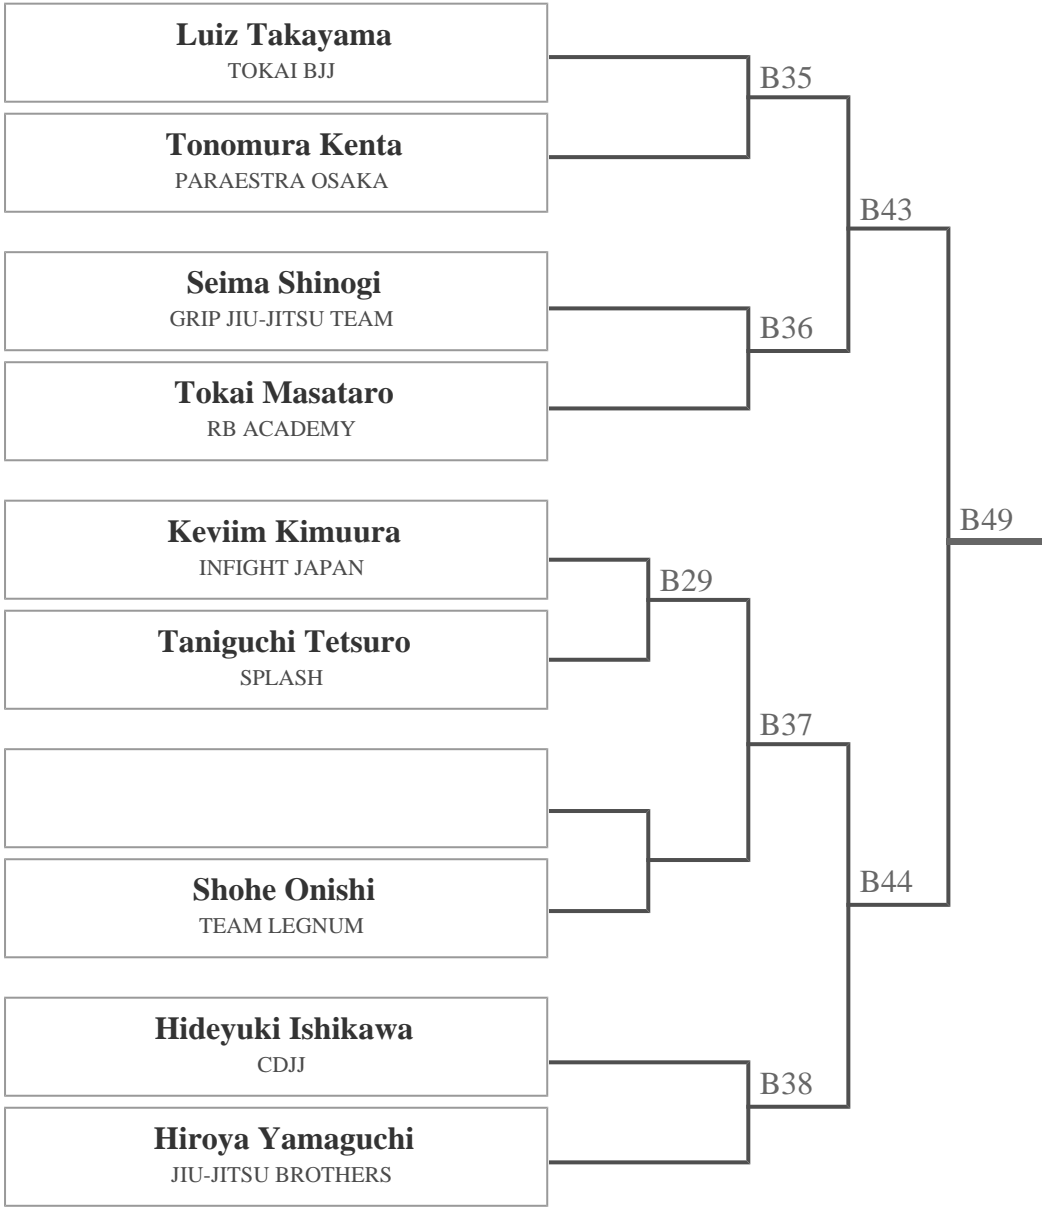 Luiz Takayama
TOKAI BJJ
B35
Tonomura Kenta
PARAESTRA OSAKA
B43
Seima Shinogi
GRIP JIU-JITSU TEAM
B36
Tokai Masataro
RB ACADEMY
Keviim Kimuura
INFIGHT JAPAN
B49
B29
Taniguchi Tetsuro
SPLASH
B37
Shohe Onishi
TEAM LEGNUM
B44
Hideyuki Ishikawa
CDJJ
B38
Hiroya Yamaguchi
JIU-JITSU BROTHERS